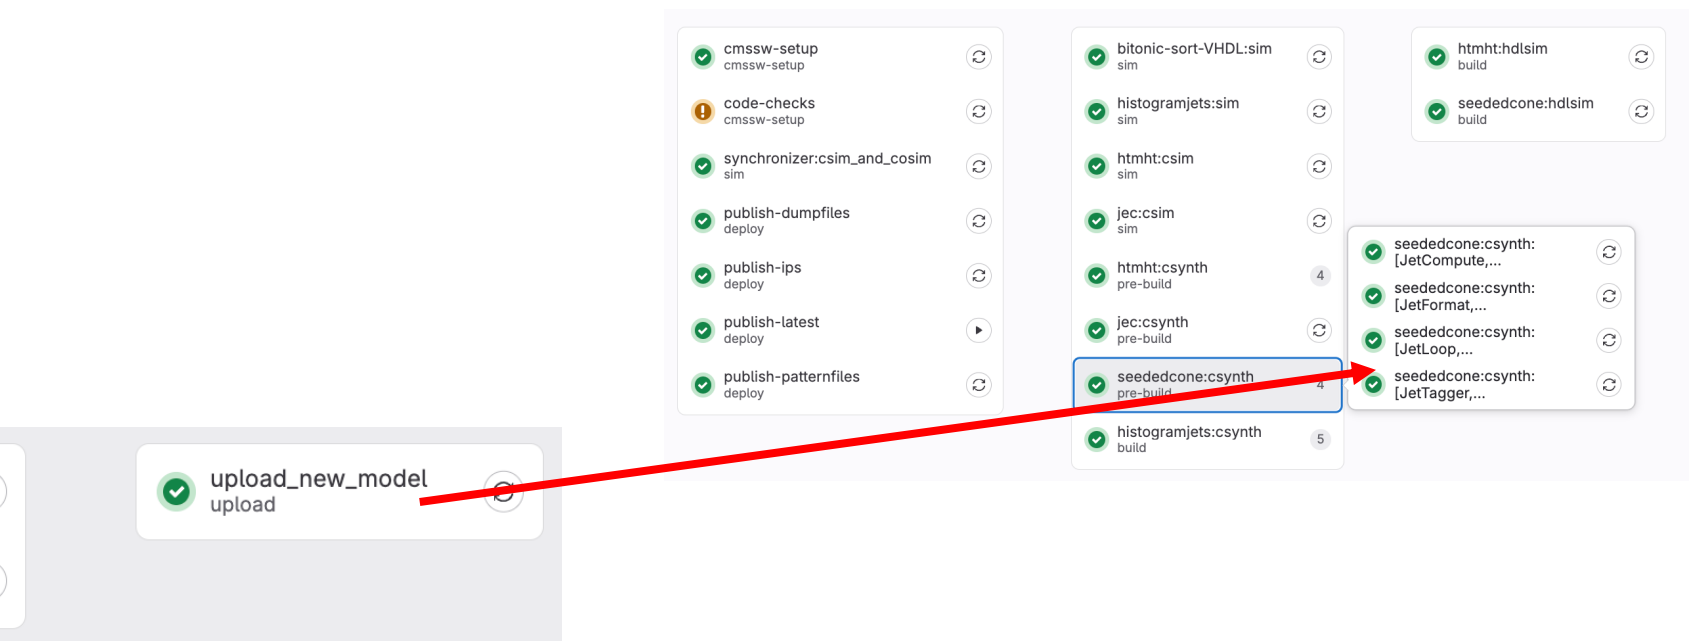 cmssw-setup
cmssw-setup
code-checks
cmssw-setup
synchronizer:csim_and_cosim
sim
publish-dumpfiles
deploy
publish-ips
deploy
publish-latest
deploy
publish-patternfiles
deploy
bitonic-sort-VHDL:sim
sim
histogramjets:sim
sim
htmht:csim
sim
jec:csim
sim
htmht:csynth
pre-build
4
jec:csynth
pre-build
seededcone:csynth
pre-build
4
histogramjets:csynth
build
5
htmht:hdlsim
build
seededcone:hdlsim
build
seededcone:csynth:
[JetCompute,...
seededcone:csynth:
[JetFormat,...
seededcone:csynth:
[JetLoop,...
seededcone:csynth:
[JetTagger,...
upload_new_model
upload